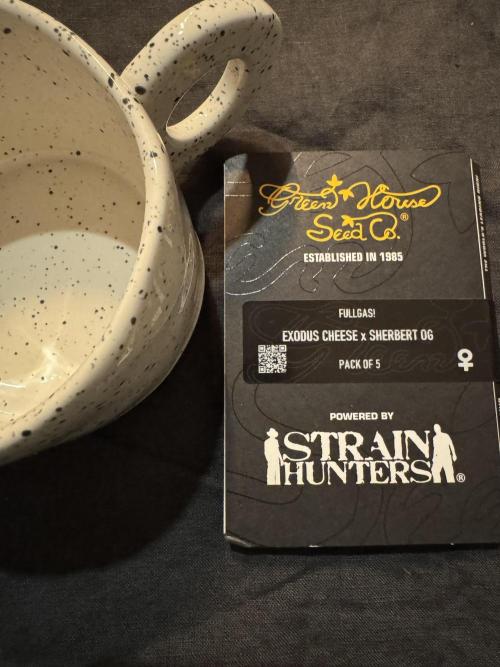 Green House
Seed Co.®
ESTABLISHED IN 1985
FULLGAS!
EXODUS CHEESE x SHERBERT OG
PACK OF 5
POWERED BY
STRAIN
HUNTERS®